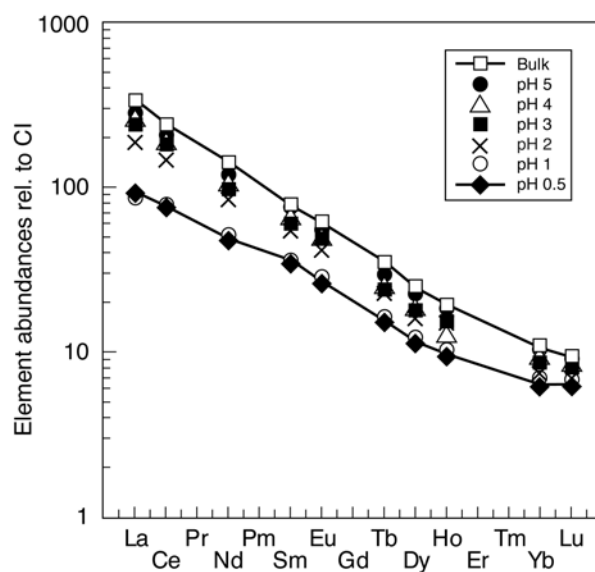 1000
100
10
1
Element abundances rel. to CI
Bulk
pH 5
pH 4
pH 3
pH 2
pH 1
pH 0.5
La Pr Pm Eu Tb Ho Tm Lu
Ce Nd Sm Gd Dy Er Yb